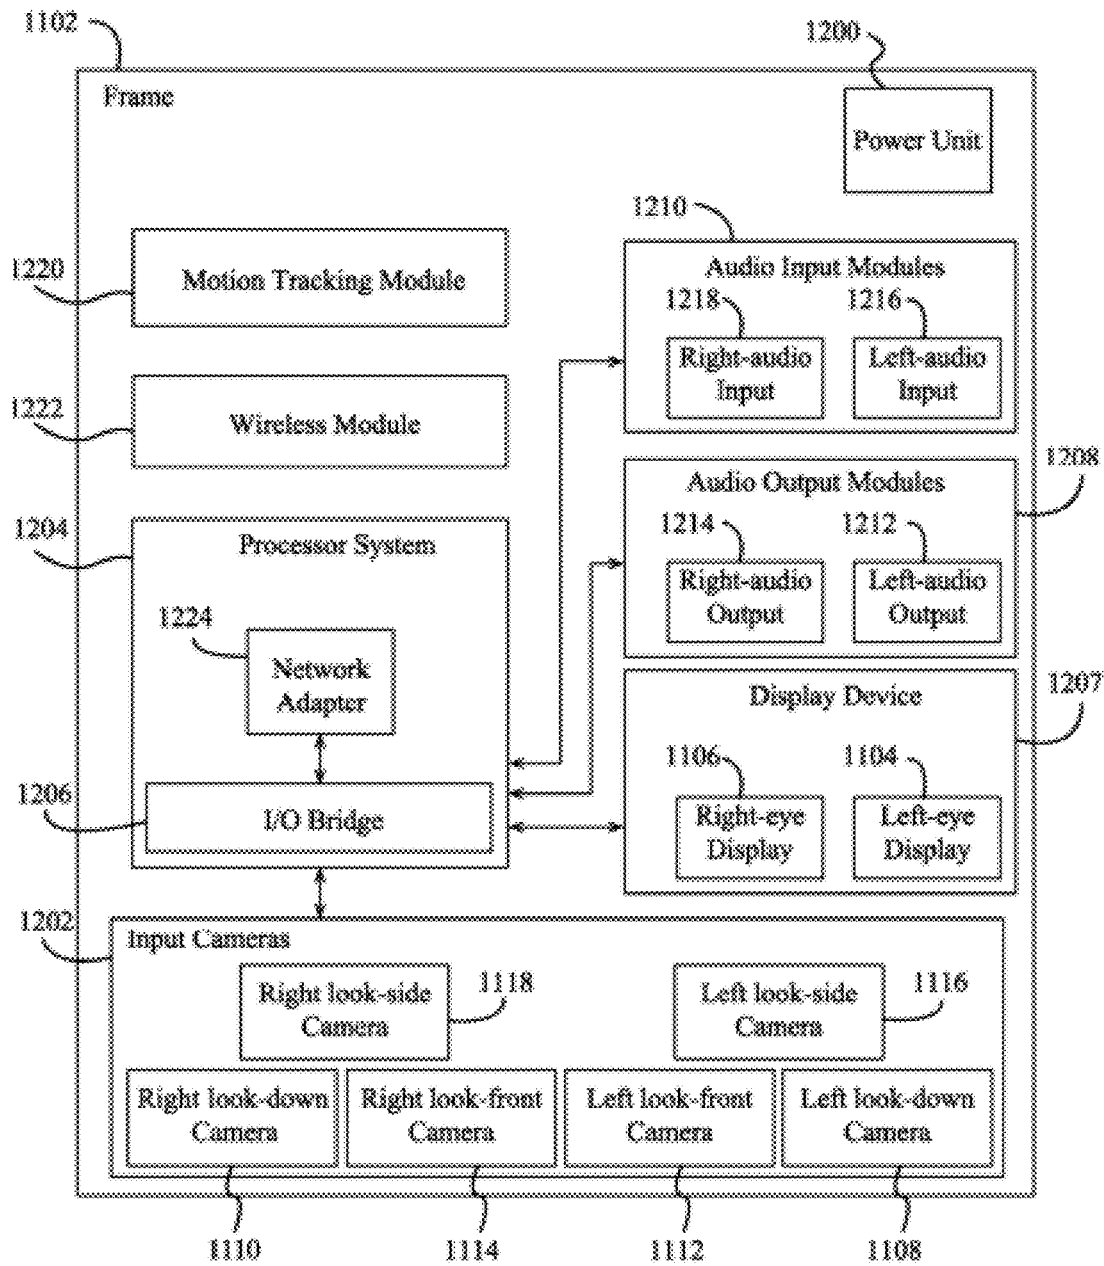 1102
1200
Frame
Power Unit
1210
1220
Motion Tracking Module
Audio Input Modules
1218
1216
Right-audio
Input
Left-audio
Input
1222
Wireless Module
1208
Audio Output Modules
1204
Processor System
1214
1212
Right-audio
Output
Left-audio
Output
1224
Network
Adapter
1207
Display Device
1106
1104
1206
I/O Bridge
Right-eye
Display
Left-eye
Display
1202
Input Cameras
Right look-side
Camera
1118
Left look-side
Camera
1116
Right look-down
Camera
Right look-front
Camera
Left look-front
Camera
Left look-down
Camera
1110
1114
1112
1108